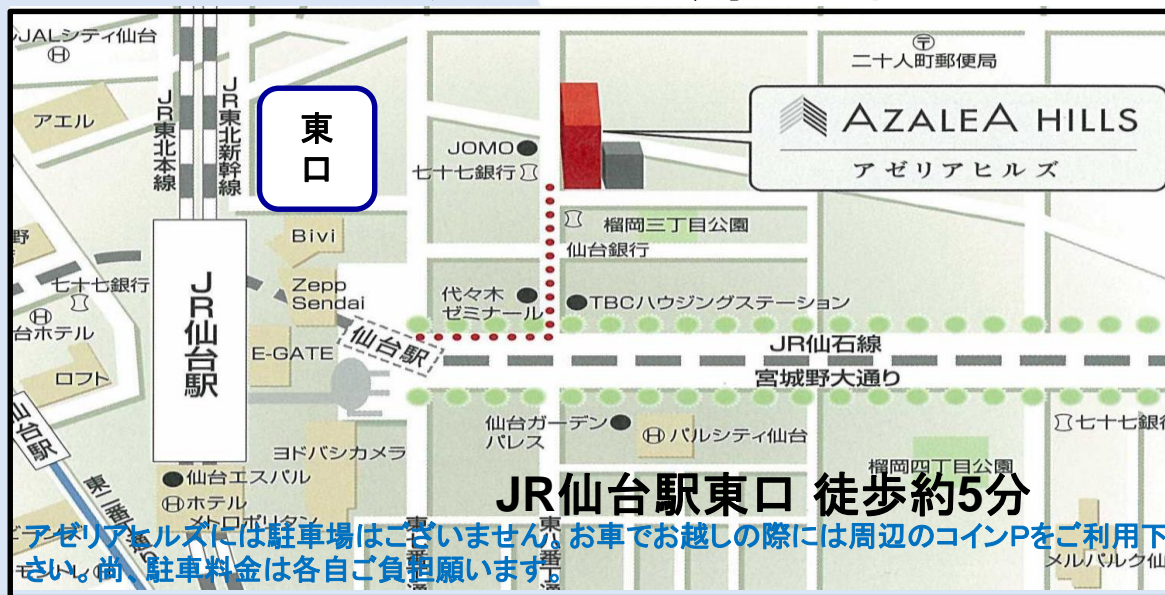 JALシティ仙台
アエル
JR東北本線
JR東北新幹線
東口
JOMO
七十七銀行
二十人町郵便局
AZALEA HILLS
アゼリアヒルズ
榴岡三丁目公園
仙台銀行
Bivi
Zepp
Sendai
七十七銀行
台ホテル
ロフト
JR仙台駅
E-GATE
仙台駅
代々木
ゼミナール
TBCハウジングステーション
JR仙石線
宮城野大通り
仙台ガーデン
パレス
パルシティ仙台
七十七銀行
榴岡四丁目公園
ヨドバシカメラ
仙台エスパル
ホテル
メトロポリタン
仙台駅
JR仙台駅東口 徒歩約5分
アゼリアヒルズには駐車場はございません。お車でお越しの際には周辺のコインPをご利用下
さい。尚、駐車料金は各自ご負担願います。
メルパルク仙